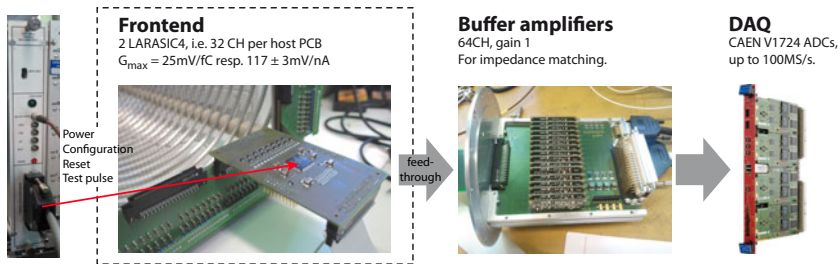 Frontend
2 LARASIC4, i.e. 32 CH per host PCB
Gmax = 25mV/fC resp. 117 ± 3mV/nA
Power
Configuration
Reset
Test pulse
feed-
through
Buffer amplifiers
64CH, gain 1
For impedance matching.
DAQ
CAEN V1724 ADCs,
up to 100MS/s.